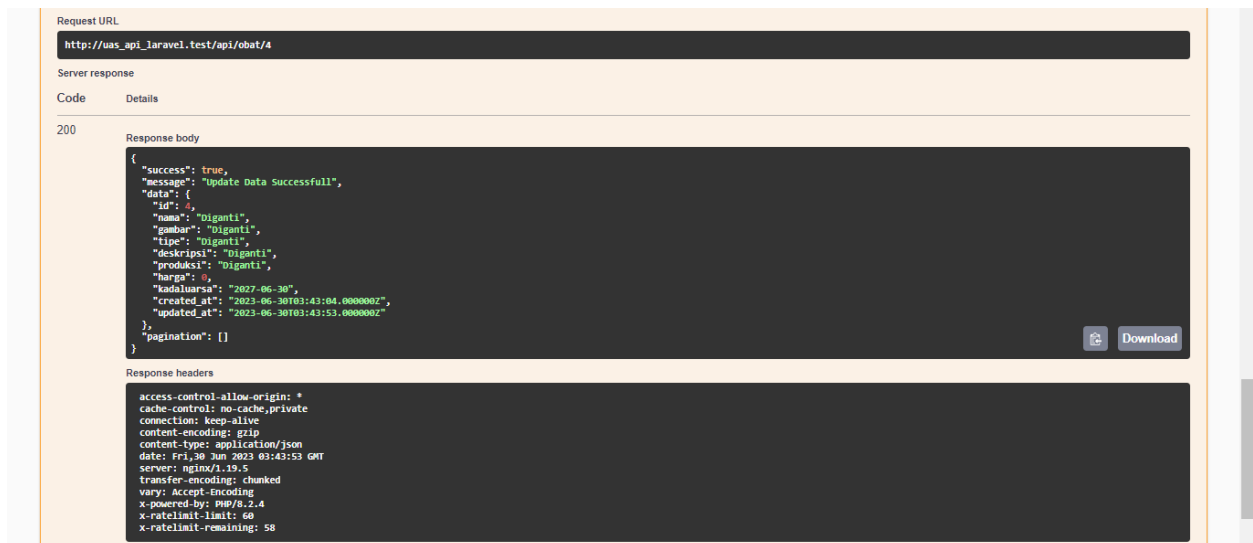 Request URL
http://uas_api_laravel.test/api/obat/4
Server response
Code Details
200
Response body
{
"success": true,
"message": "Update Data Successfull",
"data": {
"id": 4,
"nama": "Diganti",
"gambar": "Diganti",
"tipe": "Diganti",
"deskripsi": "Diganti",
"produksi": "Diganti",
"harga": 0,
"kadaluarsa": "2027-06-30",
"created_at": "2023-06-30T03:43:04.000000Z",
"updated_at": "2023-06-30T03:43:53.000000Z"
},
"pagination": []
}
Download
Response headers
access-control-allow-origin: *
cache-control: no-cache,private
connection: keep-alive
content-encoding: gzip
content-type: application/json
date: Fri,30 Jun 2023 03:43:53 GMT
server: nginx/1.19.5
transfer-encoding: chunked
vary: Accept-Encoding
x-powered-by: PHP/8.2.4
x-ratelimit-limit: 60
x-ratelimit-remaining: 58